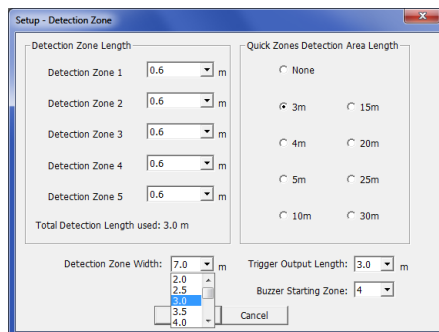 Setup - Detection Zone
Detection Zone Length
Detection Zone 1 0.6 m
Detection Zone 2 0.6 m
Detection Zone 3 0.6 m
Detection Zone 4 0.6 m
Detection Zone 5 0.6 m
Total Detection Length used: 3.0 m
Quick Zones Detection Area Length
None
3m 15m
4m 20m
5m 25m
10m 30m
Detection Zone Width: 7.0 m
2.0
2.5
3.0
3.5
4.0
Trigger Output Length: 3.0 m
Buzzer Starting Zone: 4
Cancel